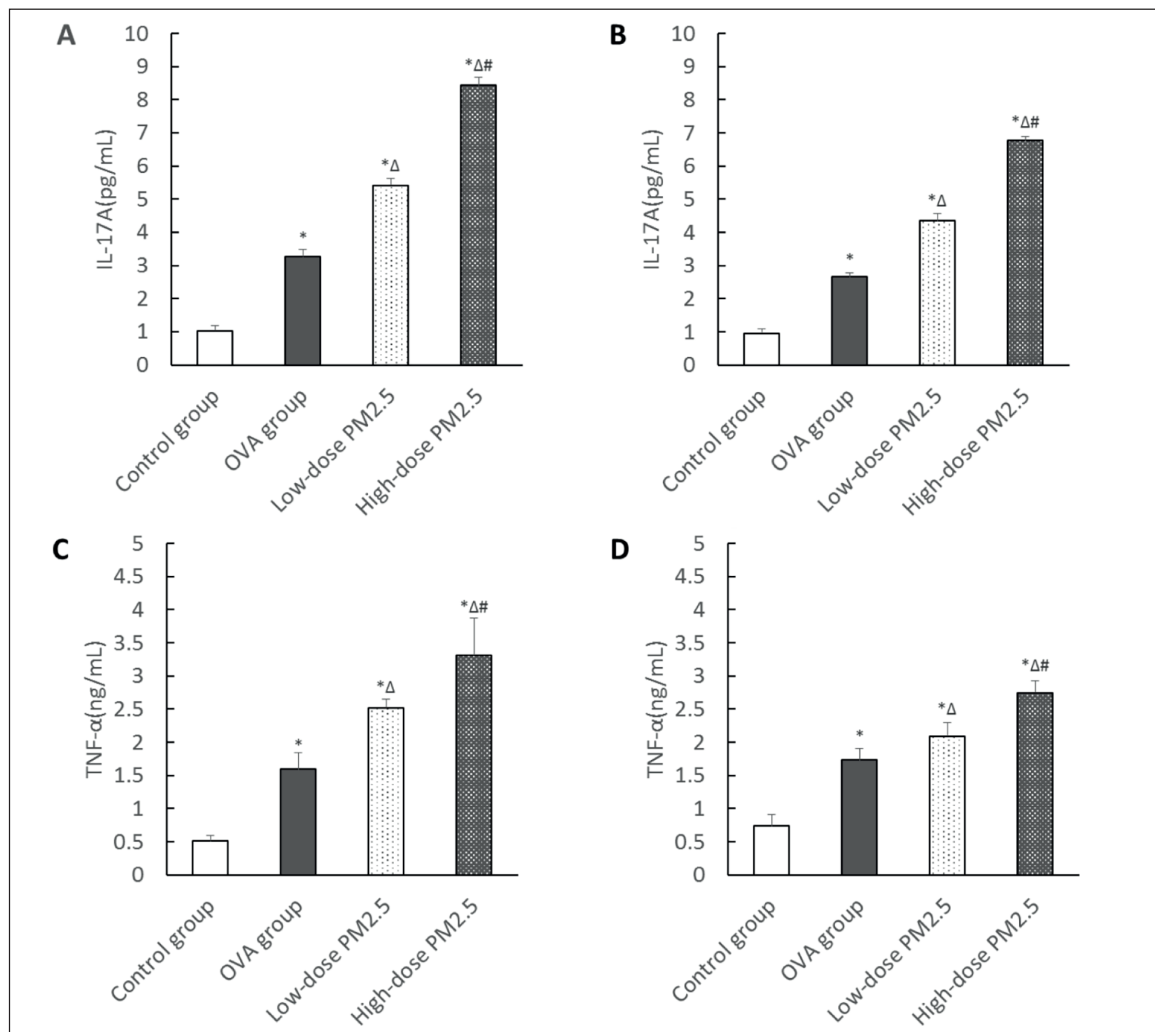 A
IL-17A(pg/mL)
10
9
8
7
6
5
4
3
2
1
0
*
*Δ
*Δ#
Control group
OVA group
Low-dose PM2.5
High-dose PM2.5
B
IL-17A(pg/mL)
10
9
8
7
6
5
4
3
2
1
0
*
*Δ
*Δ#
Control group
OVA group
Low-dose PM2.5
High-dose PM2.5
C
TNF-α(ng/mL)
5
4.5
4
3.5
3
2.5
2
1.5
1
0.5
0
*
*Δ
*Δ#
Control group
OVA group
Low-dose PM2.5
High-dose PM2.5
D
TNF-α(ng/mL)
5
4.5
4
3.5
3
2.5
2
1.5
1
0.5
0
*
*Δ
*Δ#
Control group
OVA group
Low-dose PM2.5
High-dose PM2.5